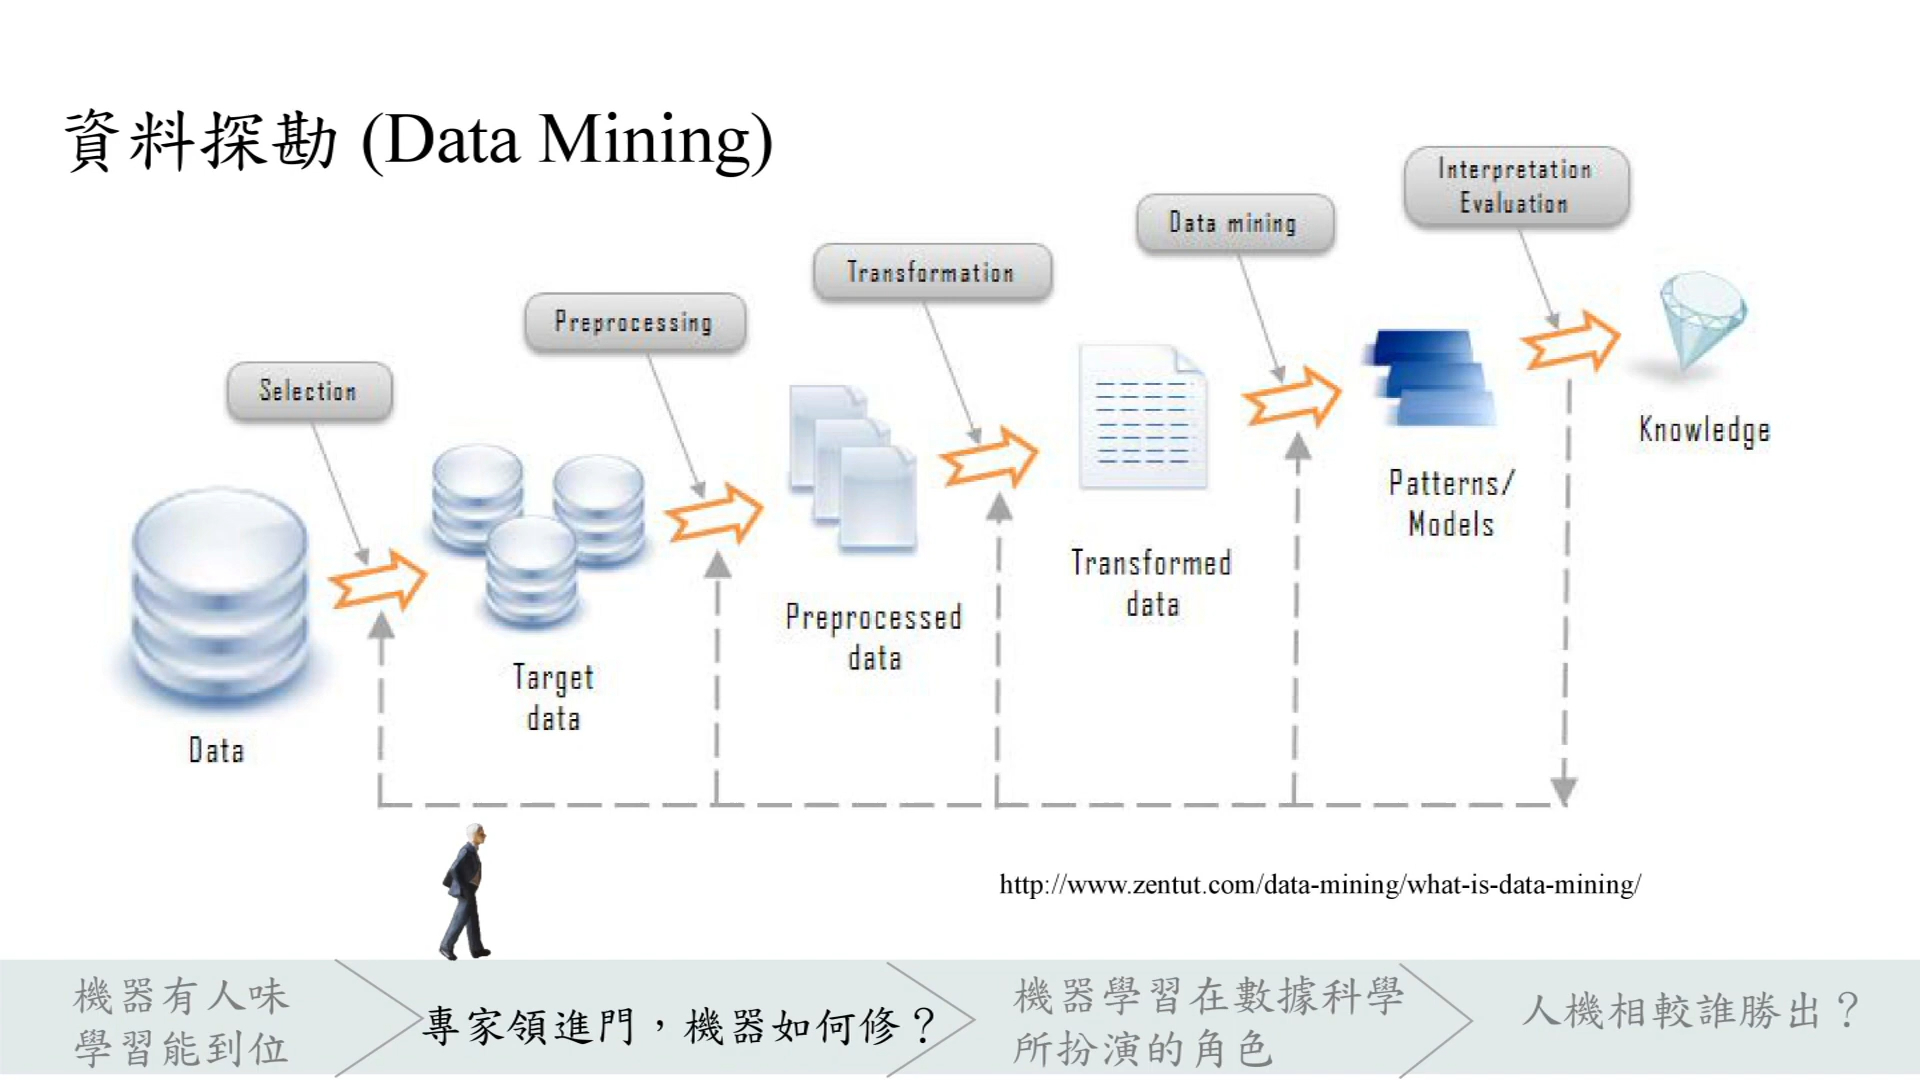 資料探勘 (Data Mining)
Interpretation
Evaluation
Data mining
Transformation
Preprocessing
Selection
Knowledge
Patterns/
Models
Transformed
data
Preprocessed
data
Target
data
Data
http://www.zentut.com/data-mining/what-is-data-mining/
機器有人味
學習能到位
專家領進門，機器如何修？
機器學習在數據科學
所扮演的角色
人機相較誰勝出？